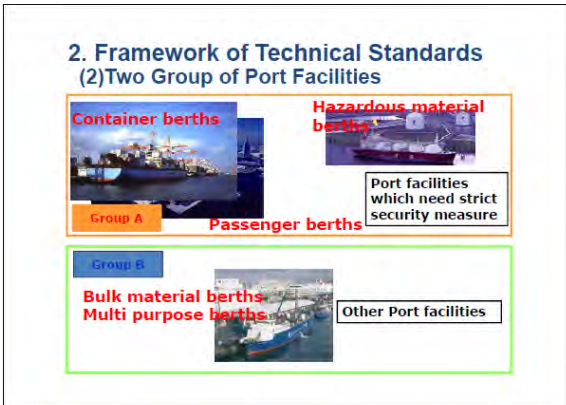 2. Framework of Technical Standards
(2)Two Group of Port Facilities
Container berths
Hazardous material
berths
Port facilities
which need strict
security measure
Group A
Passenger berths
Group B
Bulk material berths
Multi purpose berths
Other Port facilities